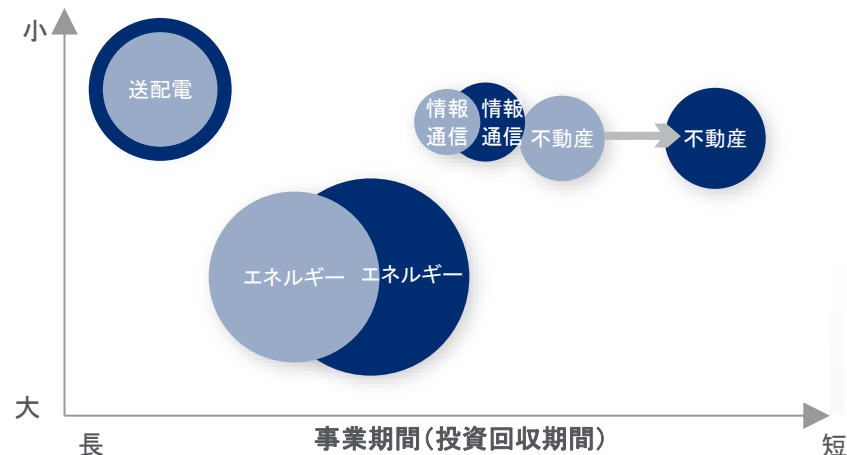 小
送配電
情報
通信
情報
通信
不動産
不動産
エネルギー
エネルギー
大
長
事業期間(投資回収期間)
短